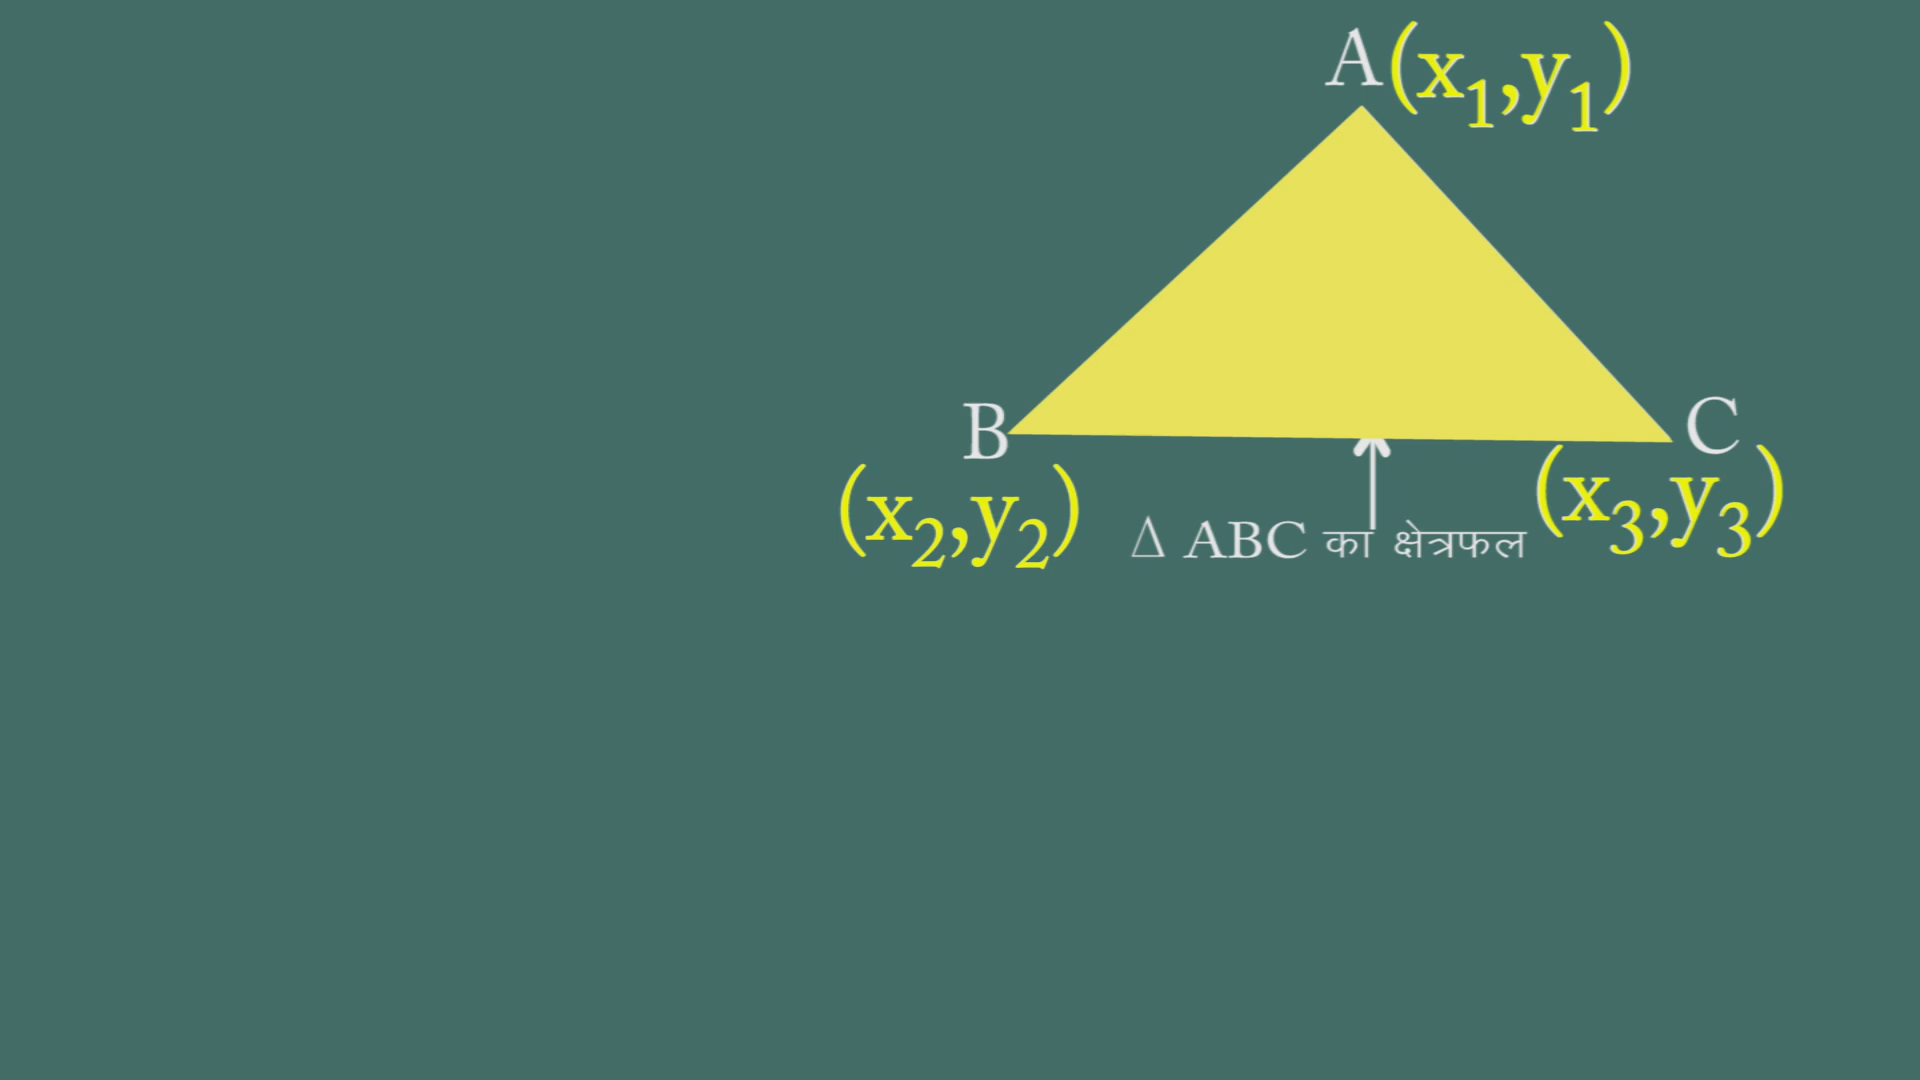 A(x₁,y₁)
B
C
(x₂,y₂)
Δ ABC का क्षेत्रफल
(x₃,y₃)